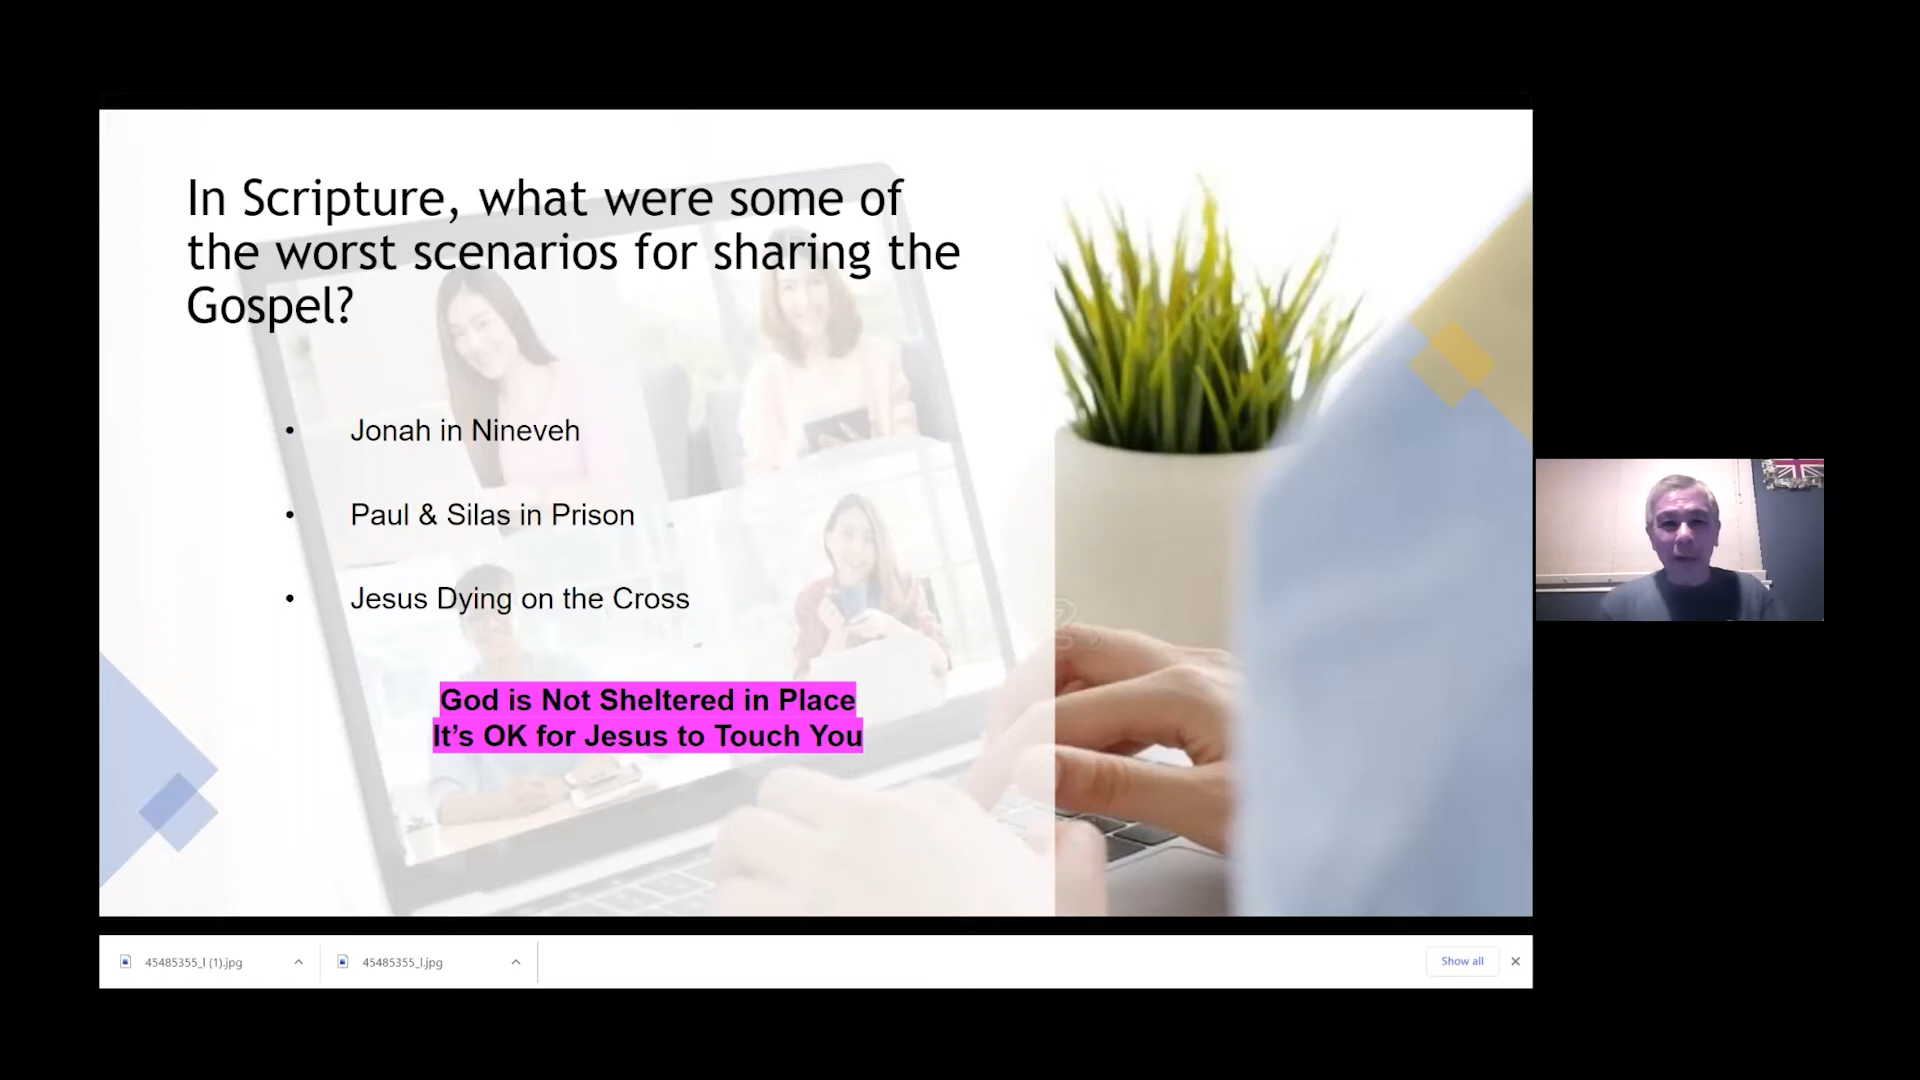 In Scripture, what were some of
the worst scenarios for sharing the
Gospel?
• Jonah in Nineveh
• Paul & Silas in Prison
• Jesus Dying on the Cross
God is Not Sheltered in Place
It’s OK for Jesus to Touch You
45485355_l (1).jpg
45485355_l.jpg
Show all